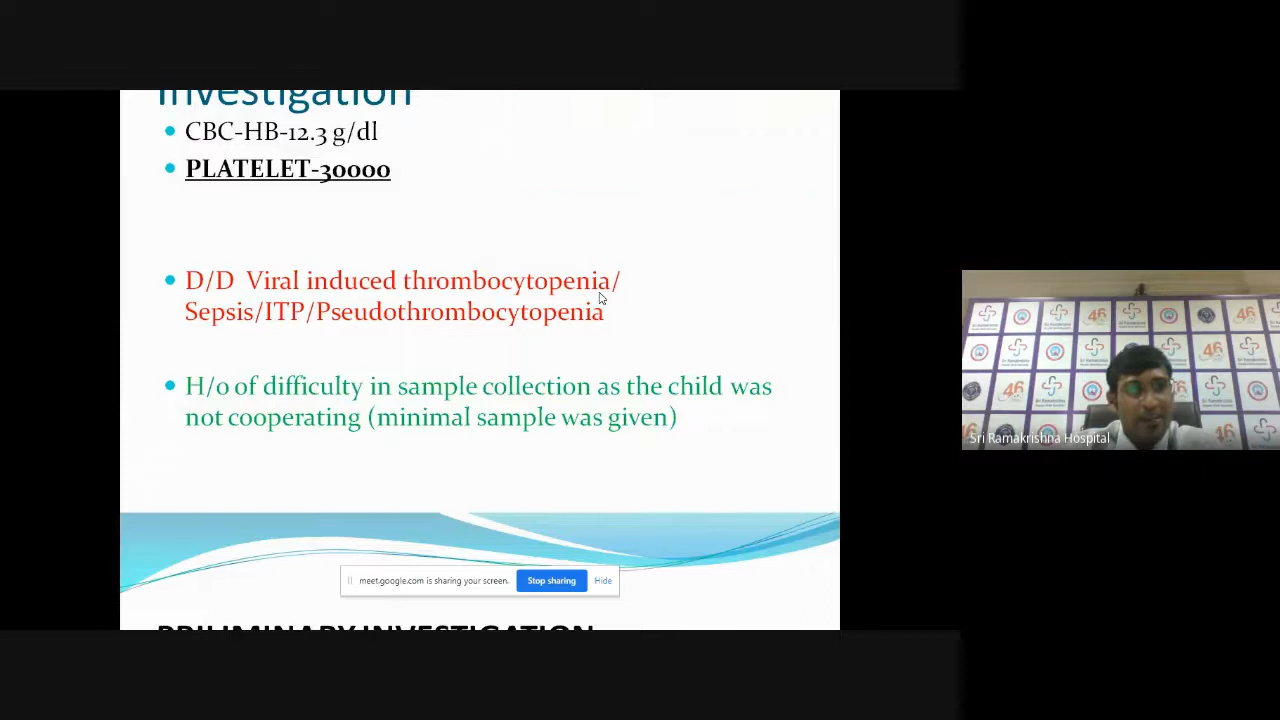 Investigation
CBC-HB-12.3 g/dl
PLATELET-30000
D/D Viral induced thrombocytopenia/
Sepsis/ITP/Pseudothrombocytopenia
H/o of difficulty in sample collection as the child was
not cooperating (minimal sample was given)
meet.google.com is sharing your screen.
Stop sharing
Hide
PRILIMINARY INVESTIGATION
Sri Ramakrishna Hospital